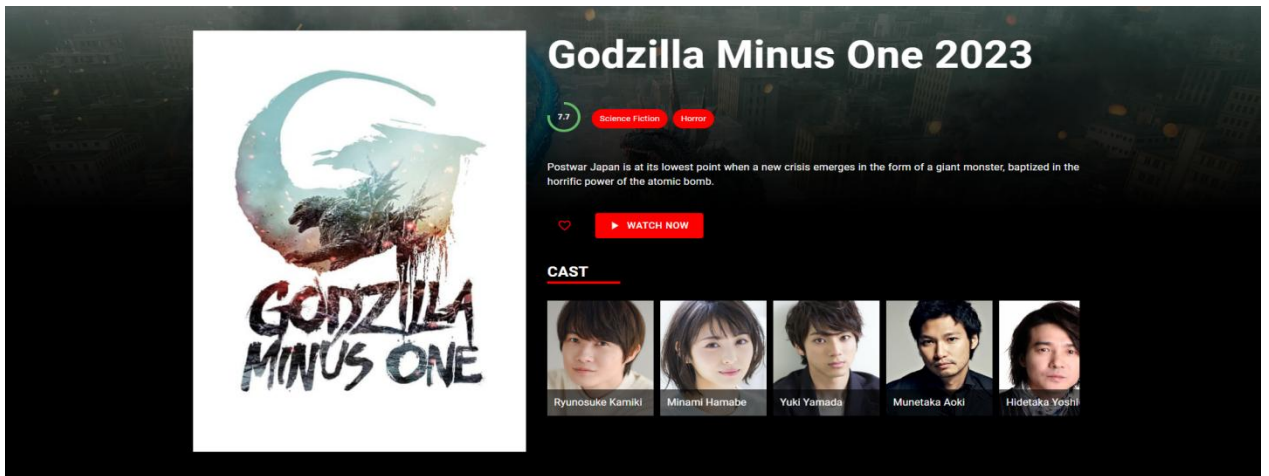 GODZILLA
MINUS ONE
Godzilla Minus One 2023
7.7
Science Fiction
Horror
Postwar Japan is at its lowest point when a new crisis emerges in the form of a giant monster, baptized in the
horrific power of the atomic bomb.
WATCH NOW
CAST
Ryunosuke Kamiki
Minami Hamabe
Yuki Yamada
Munetaka Aoki
Hidetaka Yoshi